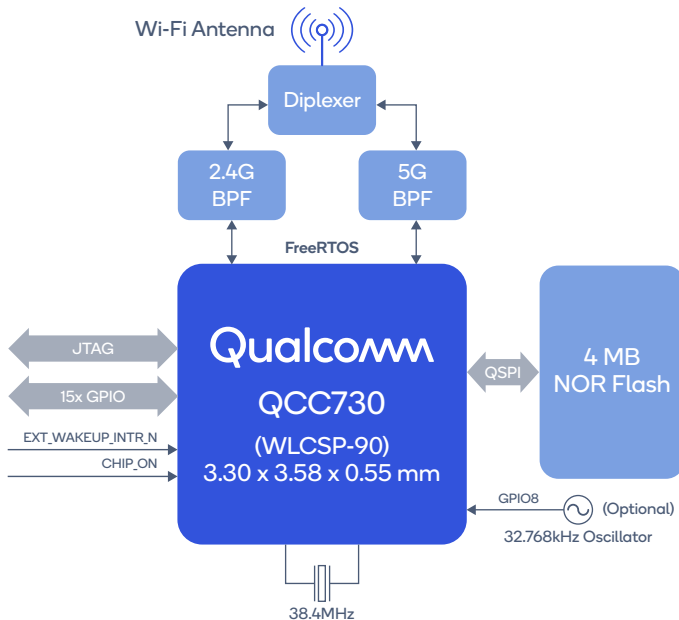 Wi-Fi Antenna
Diplexer
2.4G
BPF
5G
BPF
FreeRTOS
Qualcomm
QCC730
(WLCSP-90)
3.30 x 3.58 x 0.55 mm
JTAG
15x GPIO
EXT_WAKEUP_INTR_N
CHIP_ON
QSPI
4 MB
NOR Flash
GPIO8
(Optional)
32.768kHz Oscillator
38.4MHz